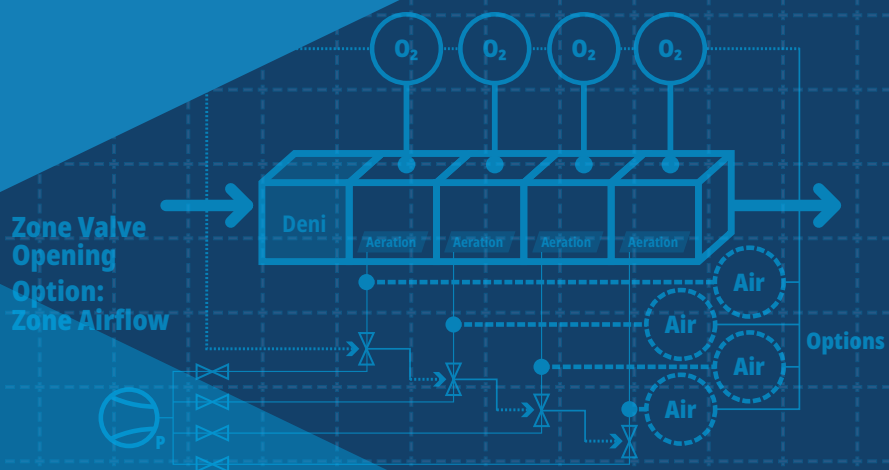 O₂ O₂ O₂ O₂
Deni
Aeration Aeration Aeration Aeration
Zone Valve
Opening
Option:
Zone Airflow
Air
Air
Options
Air
Air
P